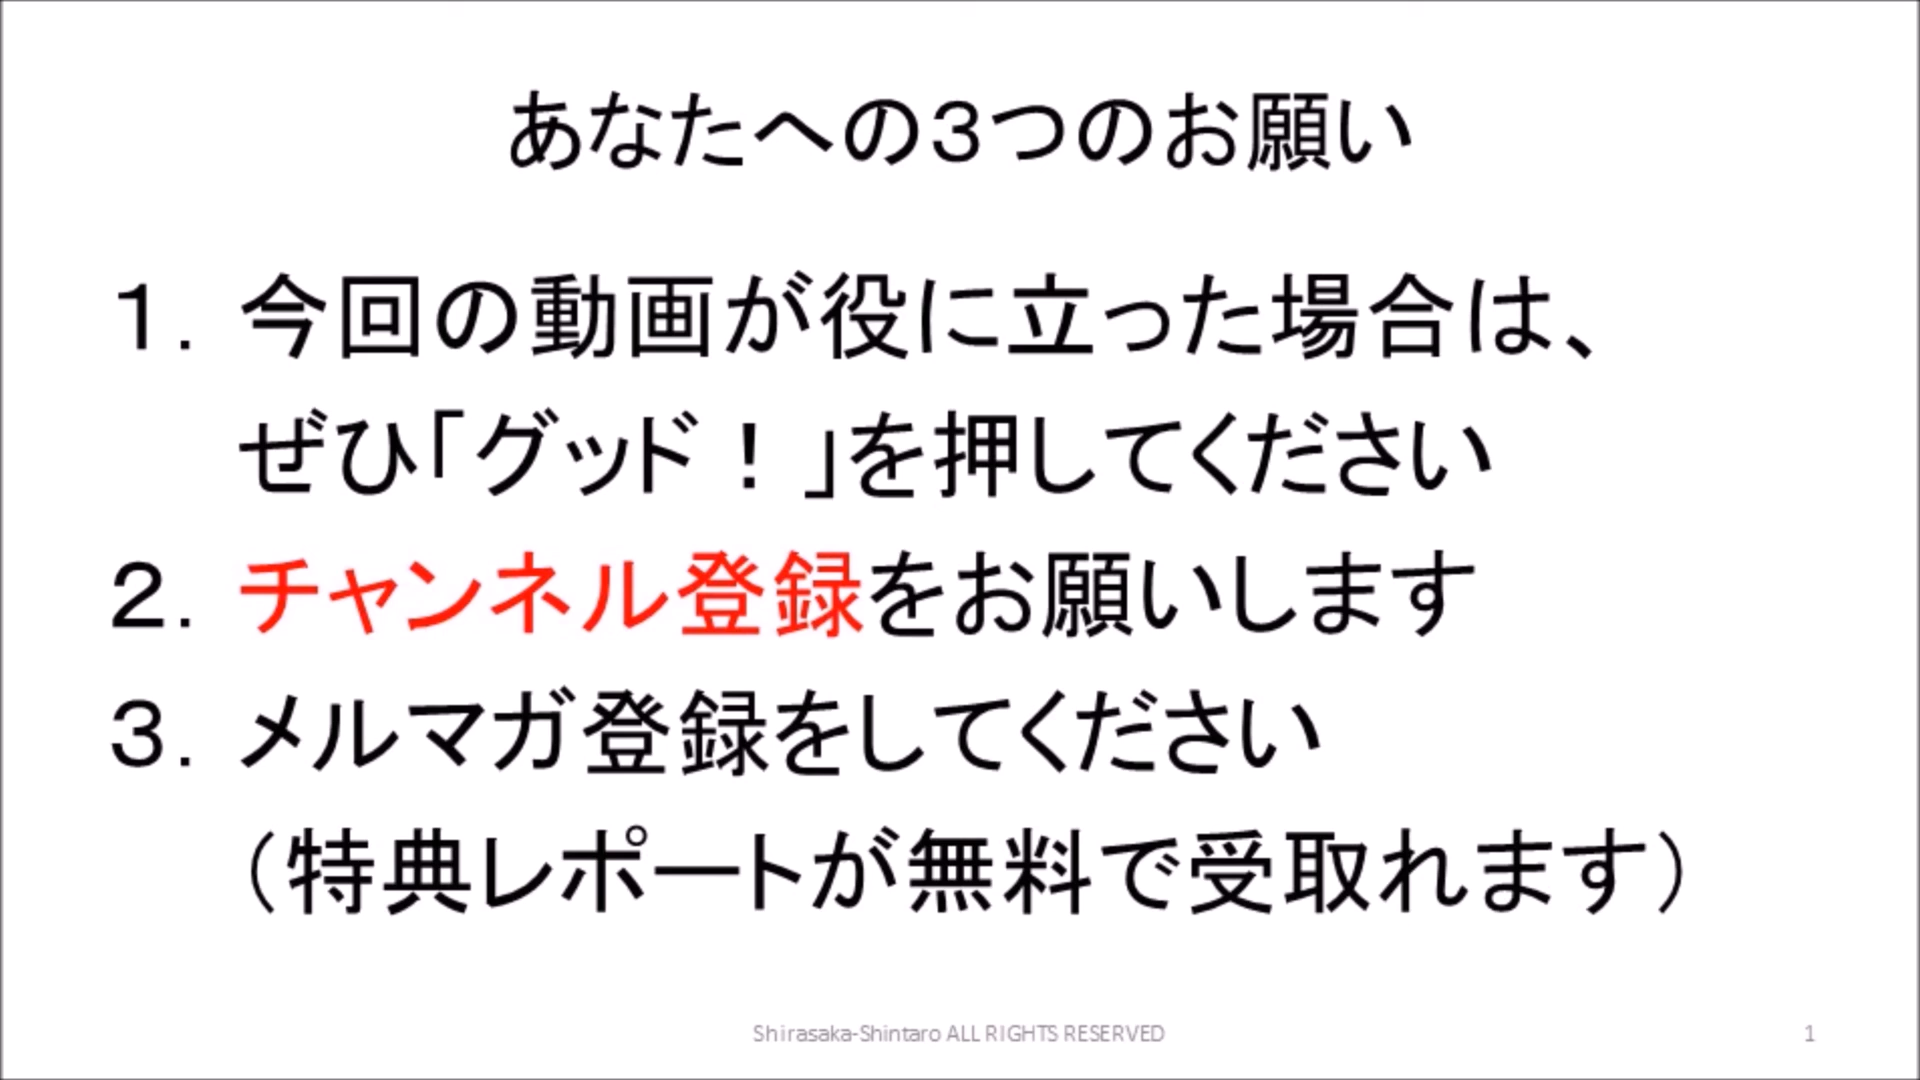 あなたへの３つのお願い
１．今回の動画が役に立った場合は、
ぜひ「グッド！」を押してください
２．チャンネル登録をお願いします
３．メルマガ登録をしてください
（特典レポートが無料で受取れます）
Shirasaka-Shintaro ALL RIGHTS RESERVED
1